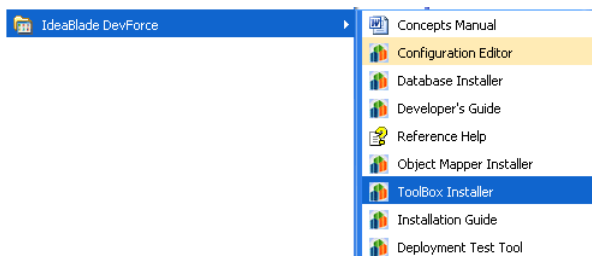 IdeaBlade DevForce
Concepts Manual
Configuration Editor
Database Installer
Developer's Guide
Reference Help
Object Mapper Installer
ToolBox Installer
Installation Guide
Deployment Test Tool